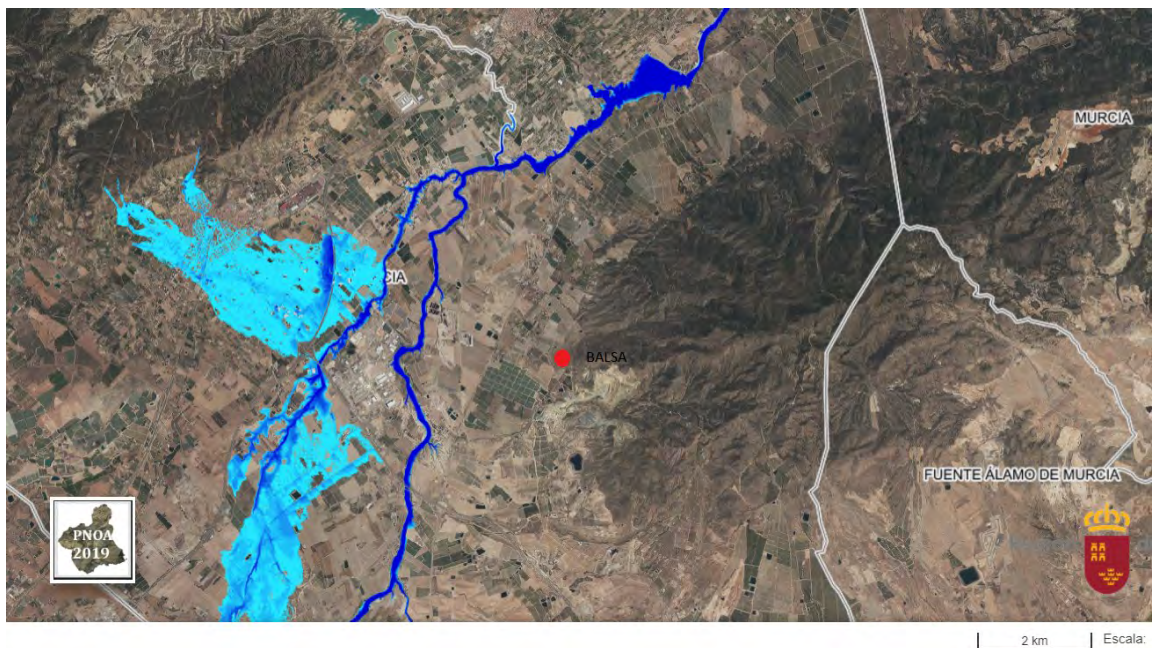 MURCIA
CIA
BALSA
FUENTE ÁLAMO DE MURCIA
PNOA
2019
2 km
Escala: